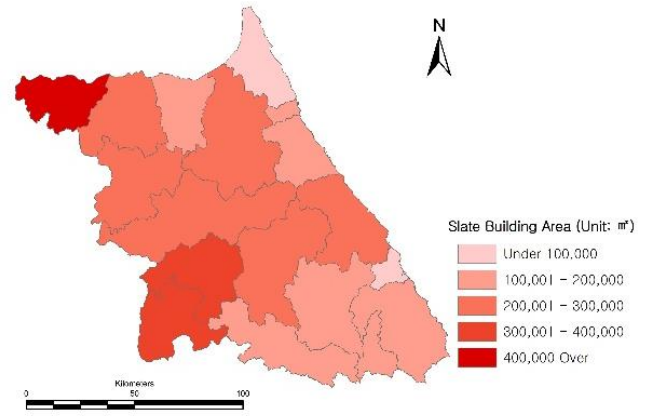 N
Slate Building Area (Unit: ㎡)
Under 100,000
100,001 - 200,000
200,001 - 300,000
300,001 - 400,000
400,000 Over
Kilometers
0 50 100